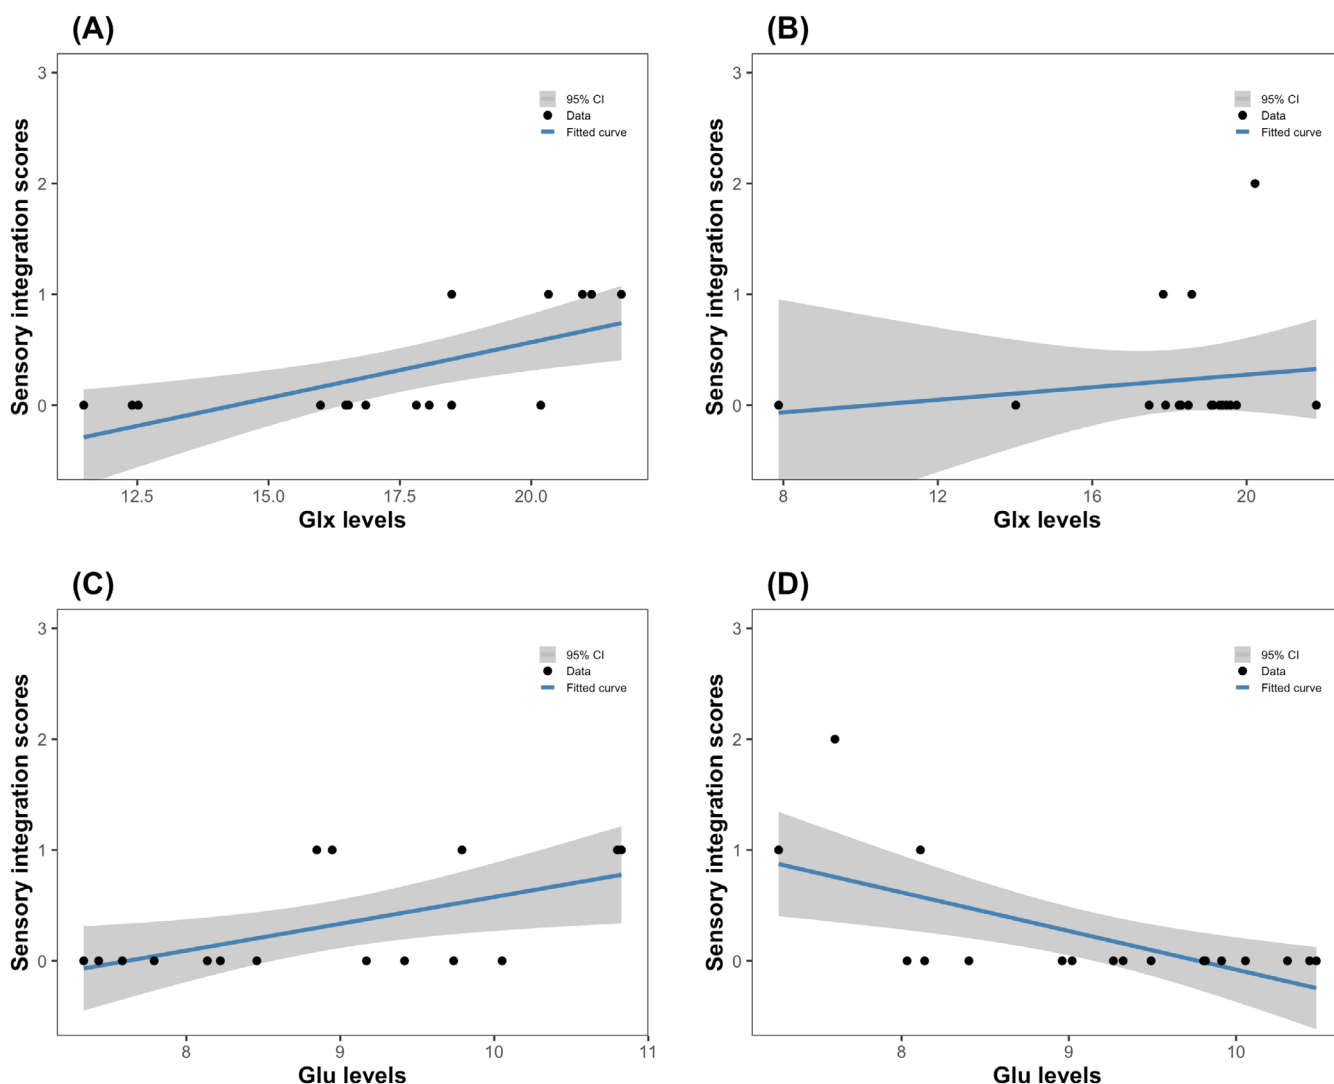 (A)
3
2
1
0
Sensory integration scores
95% CI
Data
Fitted curve
12.5 15.0 17.5 20.0
Glx levels
(B)
3
2
1
0
Sensory integration scores
95% CI
Data
Fitted curve
8 12 16 20
Glx levels
(C)
3
2
1
0
Sensory integration scores
95% CI
Data
Fitted curve
8 9 10 11
Glu levels
(D)
3
2
1
0
Sensory integration scores
95% CI
Data
Fitted curve
8 9 10
Glu levels